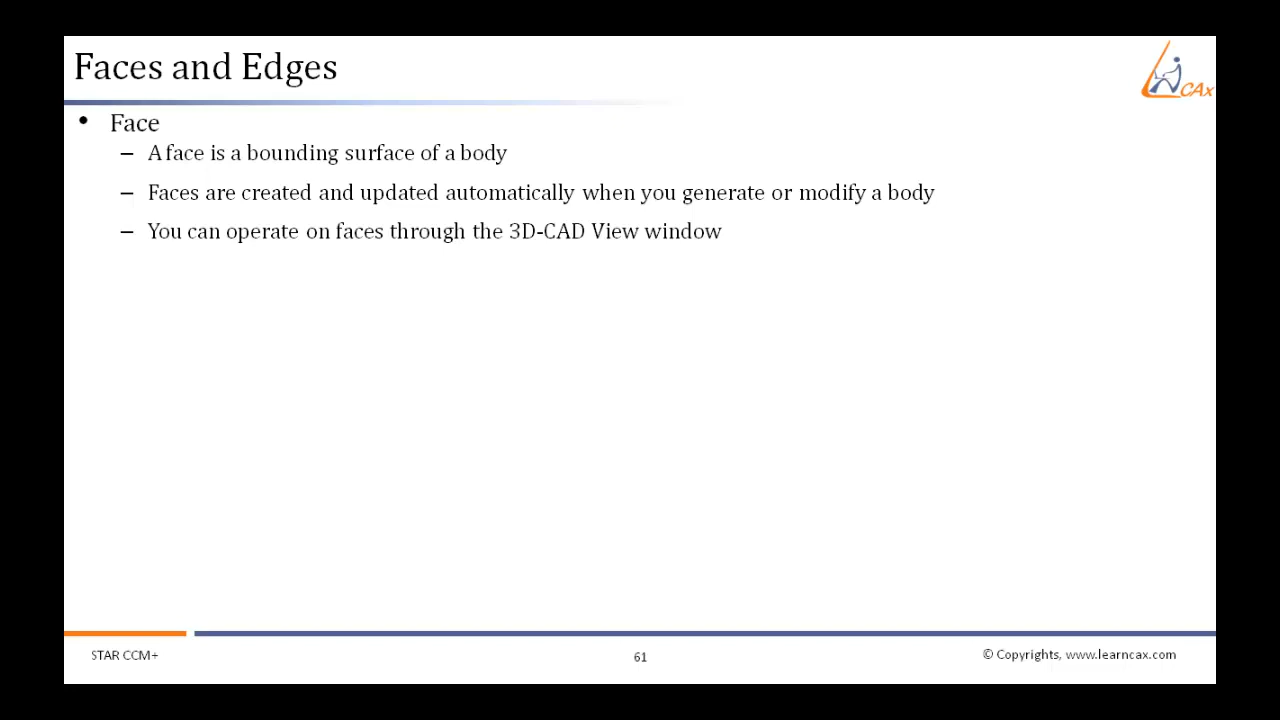 Faces and Edges
CAx
• Face
– A face is a bounding surface of a body
– Faces are created and updated automatically when you generate or modify a body
– You can operate on faces through the 3D-CAD View window
STAR CCM+
61
© Copyrights, www.learncax.com